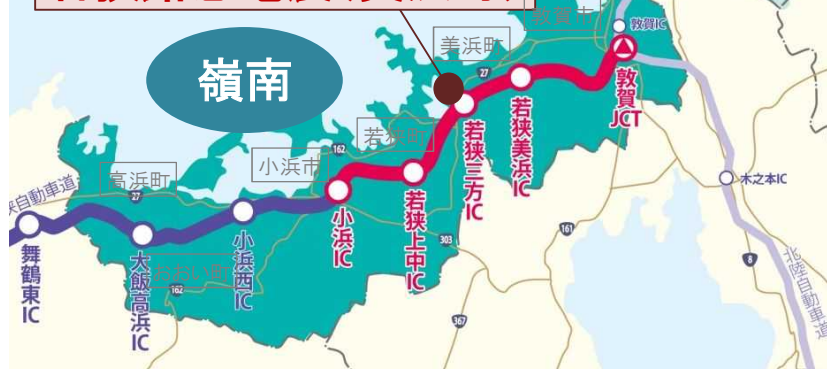 敦賀市
敦賀IC
美浜町
27
嶺南
敦賀JCT
若狭美浜IC
若狭町
若狭三方IC
162
小浜市
高浜町
27
木之本IC
狭自動車道
小浜IC
若狭上中IC
小浜西IC
161
303
舞鶴東IC
大飯高浜IC
おおい町
162
8
北陸自動車道
367